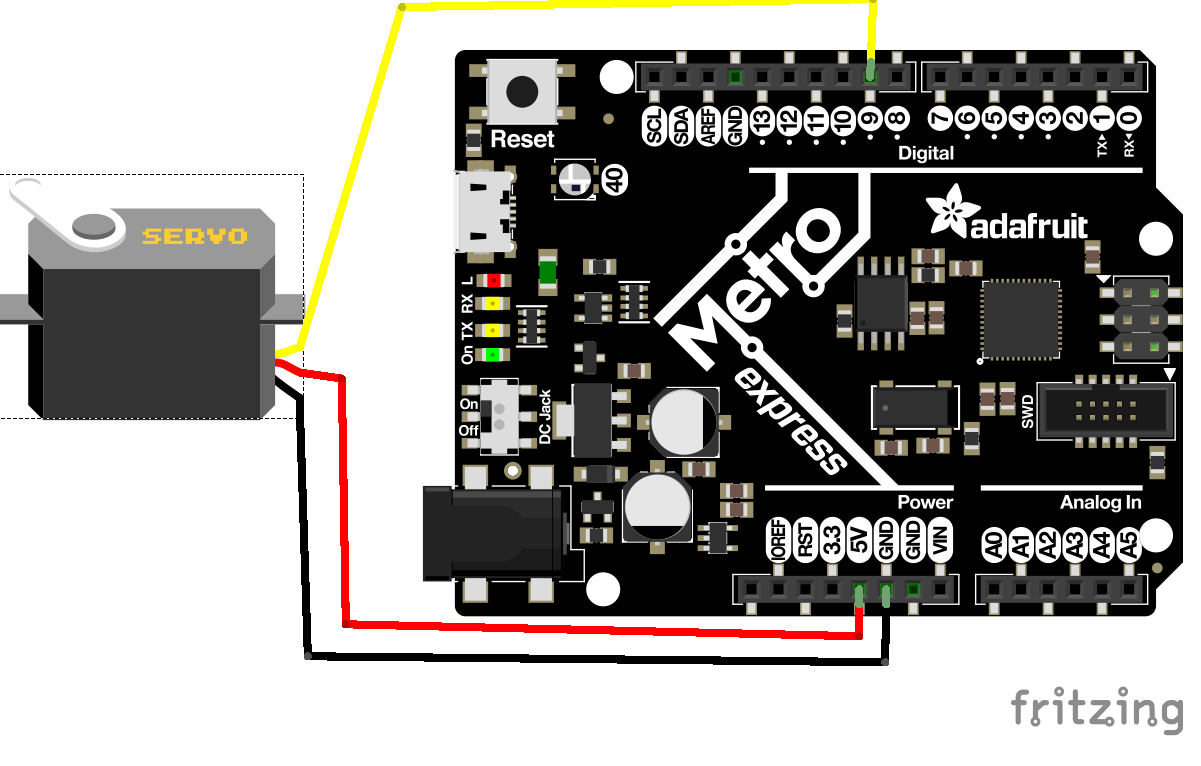 SCL
SDA
AREF
GND
13
12
11
10
9
8
7
6
5
4
3
2
TX▸ 1
RX◂ 0
Digital
Reset
40
SERVO
adafruit
Metro
express
L
RX
TX
On
On
Off
DC Jack
SWD
Power
Analog In
IOREF
RST
3.3
5V
GND
GND
VIN
A0
A1
A2
A3
A4
A5
fritzing